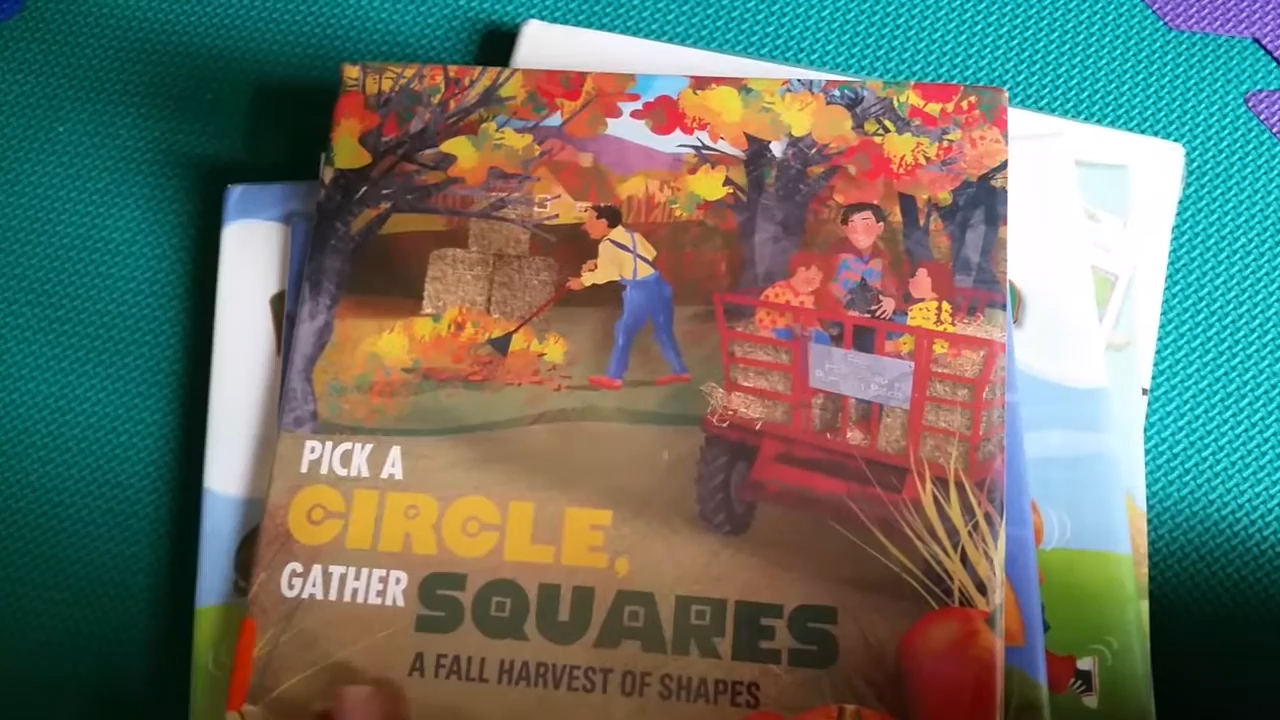 PICK A
CIRCLE,
GATHER SQUARES
A FALL HARVEST OF SHAPES